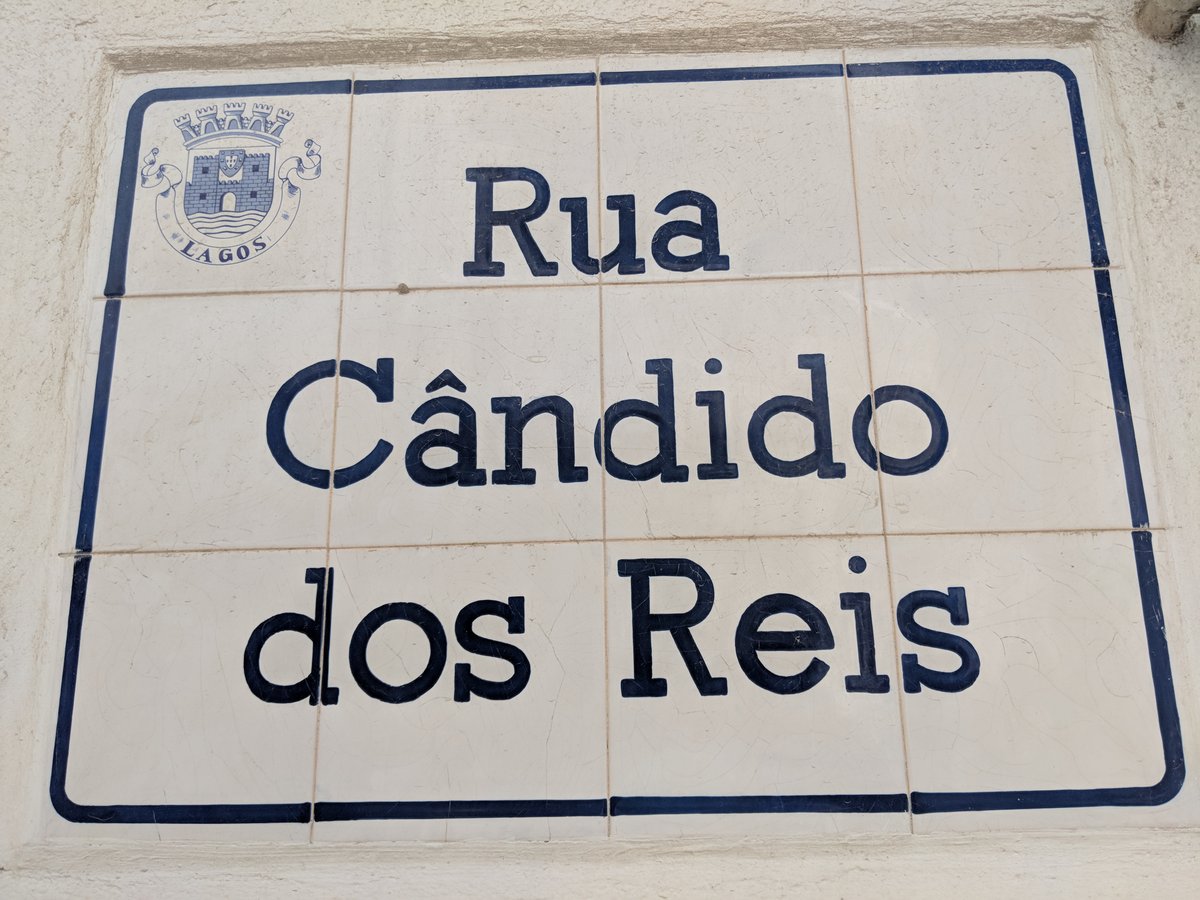 LAGOS
Rua
Cândido
dos Reis